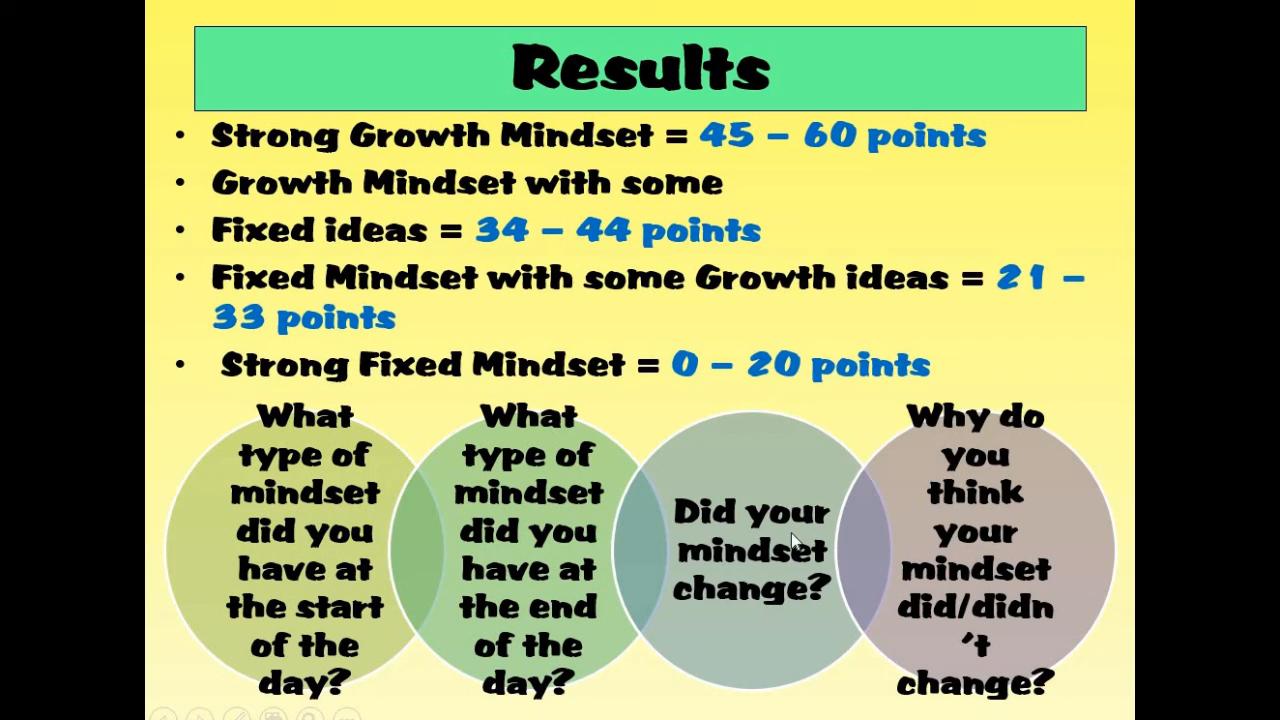 Results
• Strong Growth Mindset = 45 – 60 points
• Growth Mindset with some
• Fixed ideas = 34 – 44 points
• Fixed Mindset with some Growth ideas = 21 –
33 points
• Strong Fixed Mindset = 0 – 20 points
What
type of
mindset
did you
have at
the start
of the
day?
What
type of
mindset
did you
have at
the end
of the
day?
Did your
mindset
change?
Why do
you
think
your
mindset
did/didn
't
change?